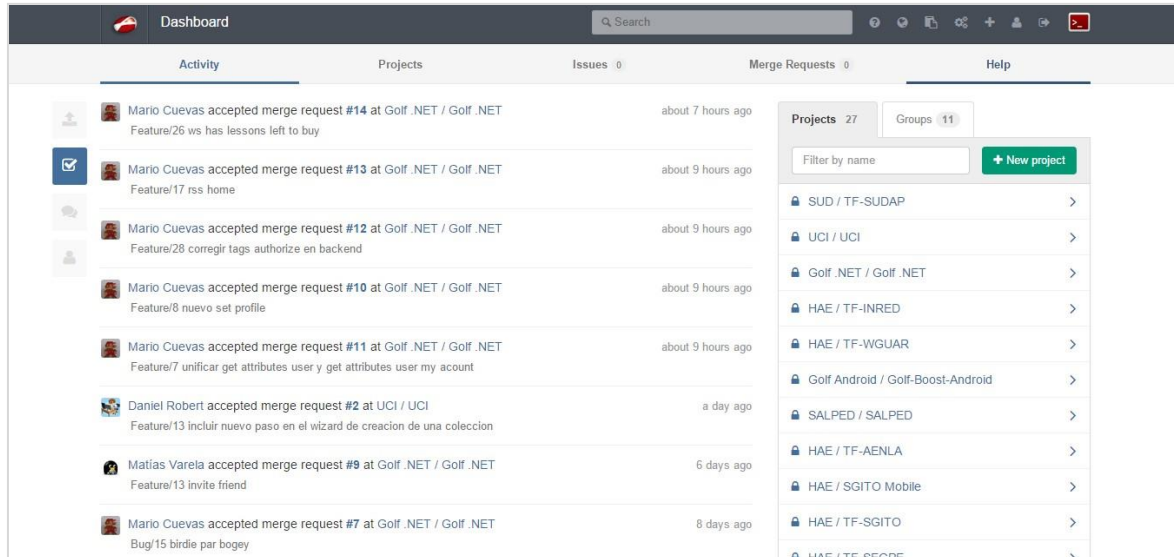 Dashboard
Search
Activity
Projects
Issues 0
Merge Requests 0
Help
Mario Cuevas accepted merge request #14 at Golf .NET / Golf .NET
about 7 hours ago
Feature/26 ws has lessons left to buy
Mario Cuevas accepted merge request #13 at Golf .NET / Golf .NET
about 9 hours ago
Feature/17 rss home
Mario Cuevas accepted merge request #12 at Golf .NET / Golf .NET
about 9 hours ago
Feature/28 corregir tags authorize en backend
Mario Cuevas accepted merge request #10 at Golf .NET / Golf .NET
about 9 hours ago
Feature/8 nuevo set profile
Mario Cuevas accepted merge request #11 at Golf .NET / Golf .NET
about 9 hours ago
Feature/7 unificar get attributes user y get attributes user my acount
Daniel Robert accepted merge request #2 at UCI / UCI
a day ago
Feature/13 incluir nuevo paso en el wizard de creacion de una coleccion
Matías Varela accepted merge request #9 at Golf .NET / Golf .NET
6 days ago
Feature/13 invite friend
Mario Cuevas accepted merge request #7 at Golf .NET / Golf .NET
8 days ago
Bug/15 birdie par bogey
Projects 27
Groups 11
Filter by name
+ New project
SUD / TF-SUDAP
UCI / UCI
Golf .NET / Golf .NET
HAE / TF-INRED
HAE / TF-WGUAR
Golf Android / Golf-Boost-Android
SALPED / SALPED
HAE / TF-AENLA
HAE / SGITO Mobile
HAE / TF-SGITO